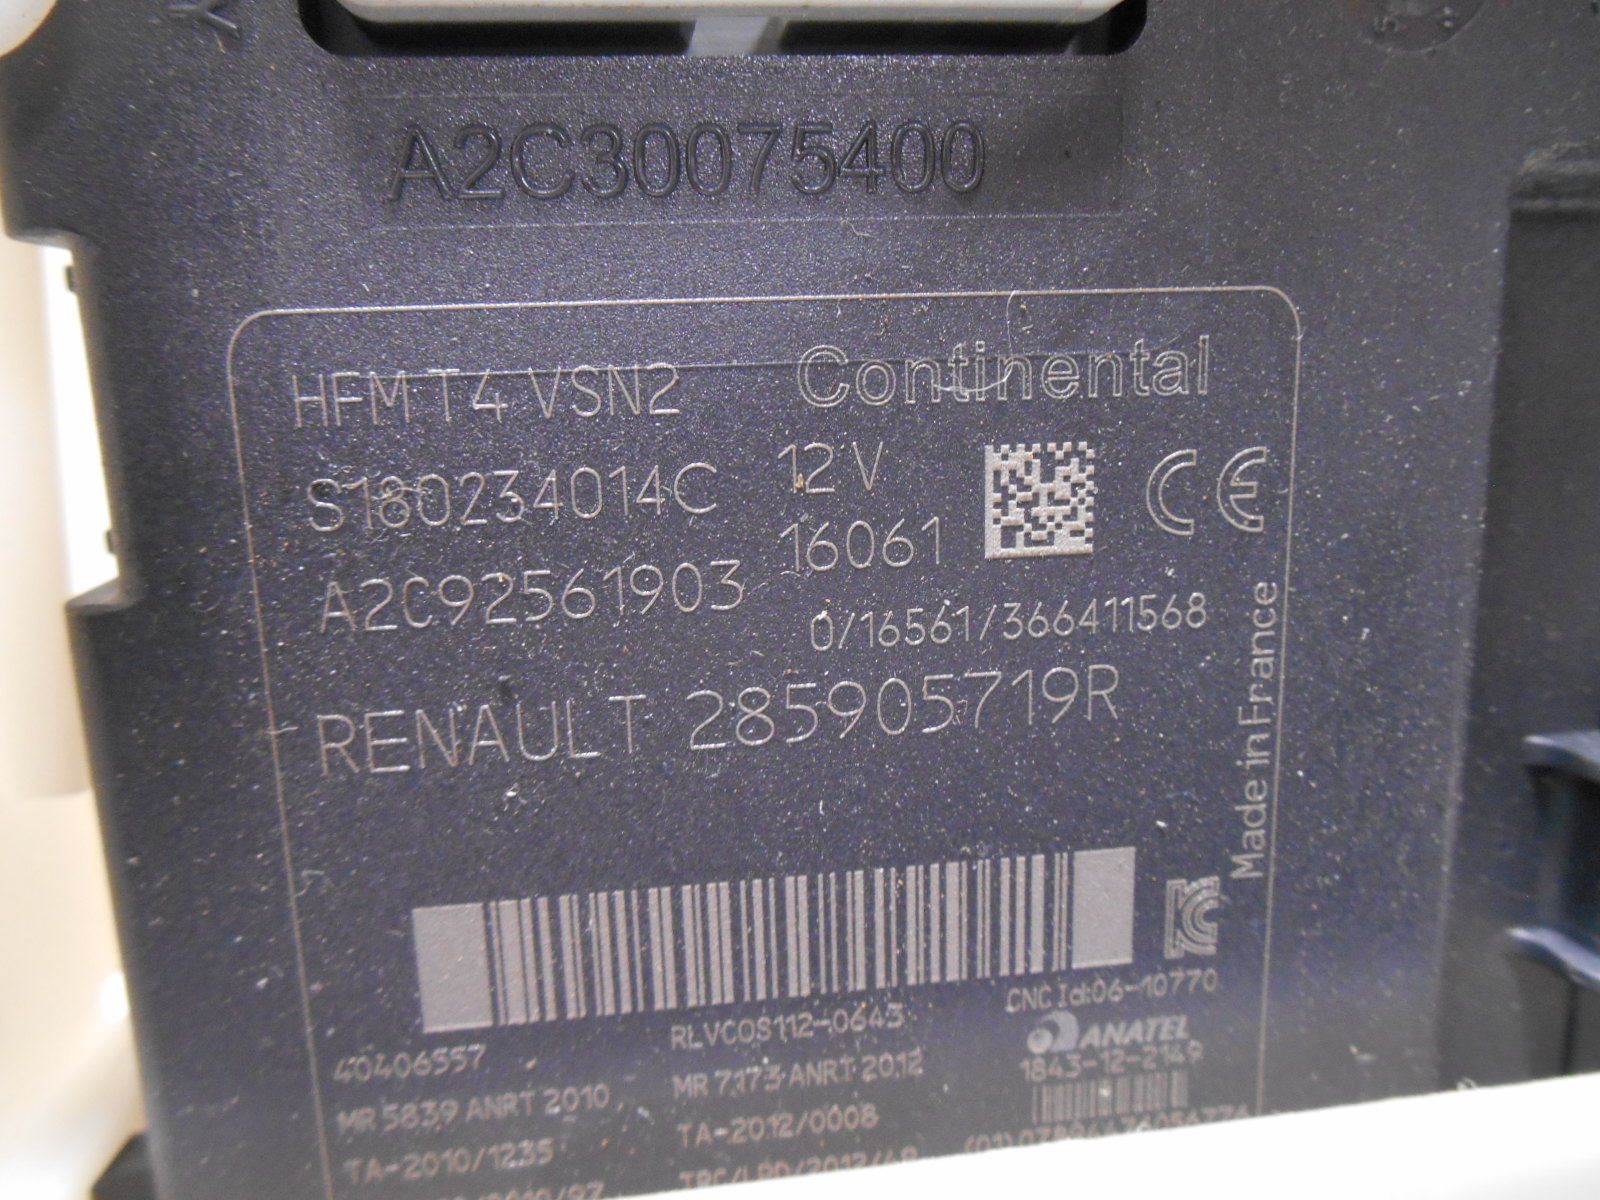 A2C30075400
HFM T4 VSN2 Continental
S180234014C 12V
16061
A2C92561903
0/16561/366411568
RENAULT 285905719R
Made in France
CNC Id:06-10770
RLVCOS112-0643
ANATEL
40406557
MR 7173 ANRT 2012
1843-12-2149
MR 5839 ANRT 2010
TA-2012/0008
TA-2010/1235